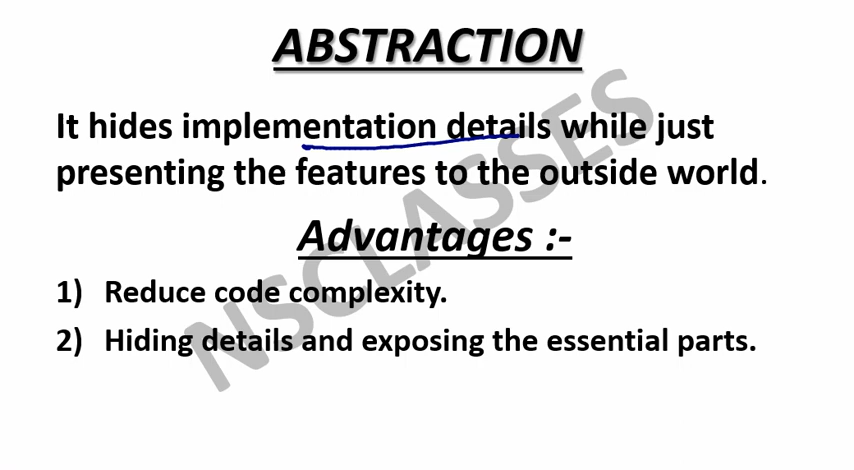 ABSTRACTION
It hides implementation details while just
presenting the features to the outside world.
Advantages :-
1) Reduce code complexity.
2) Hiding details and exposing the essential parts.
NSCLASSES